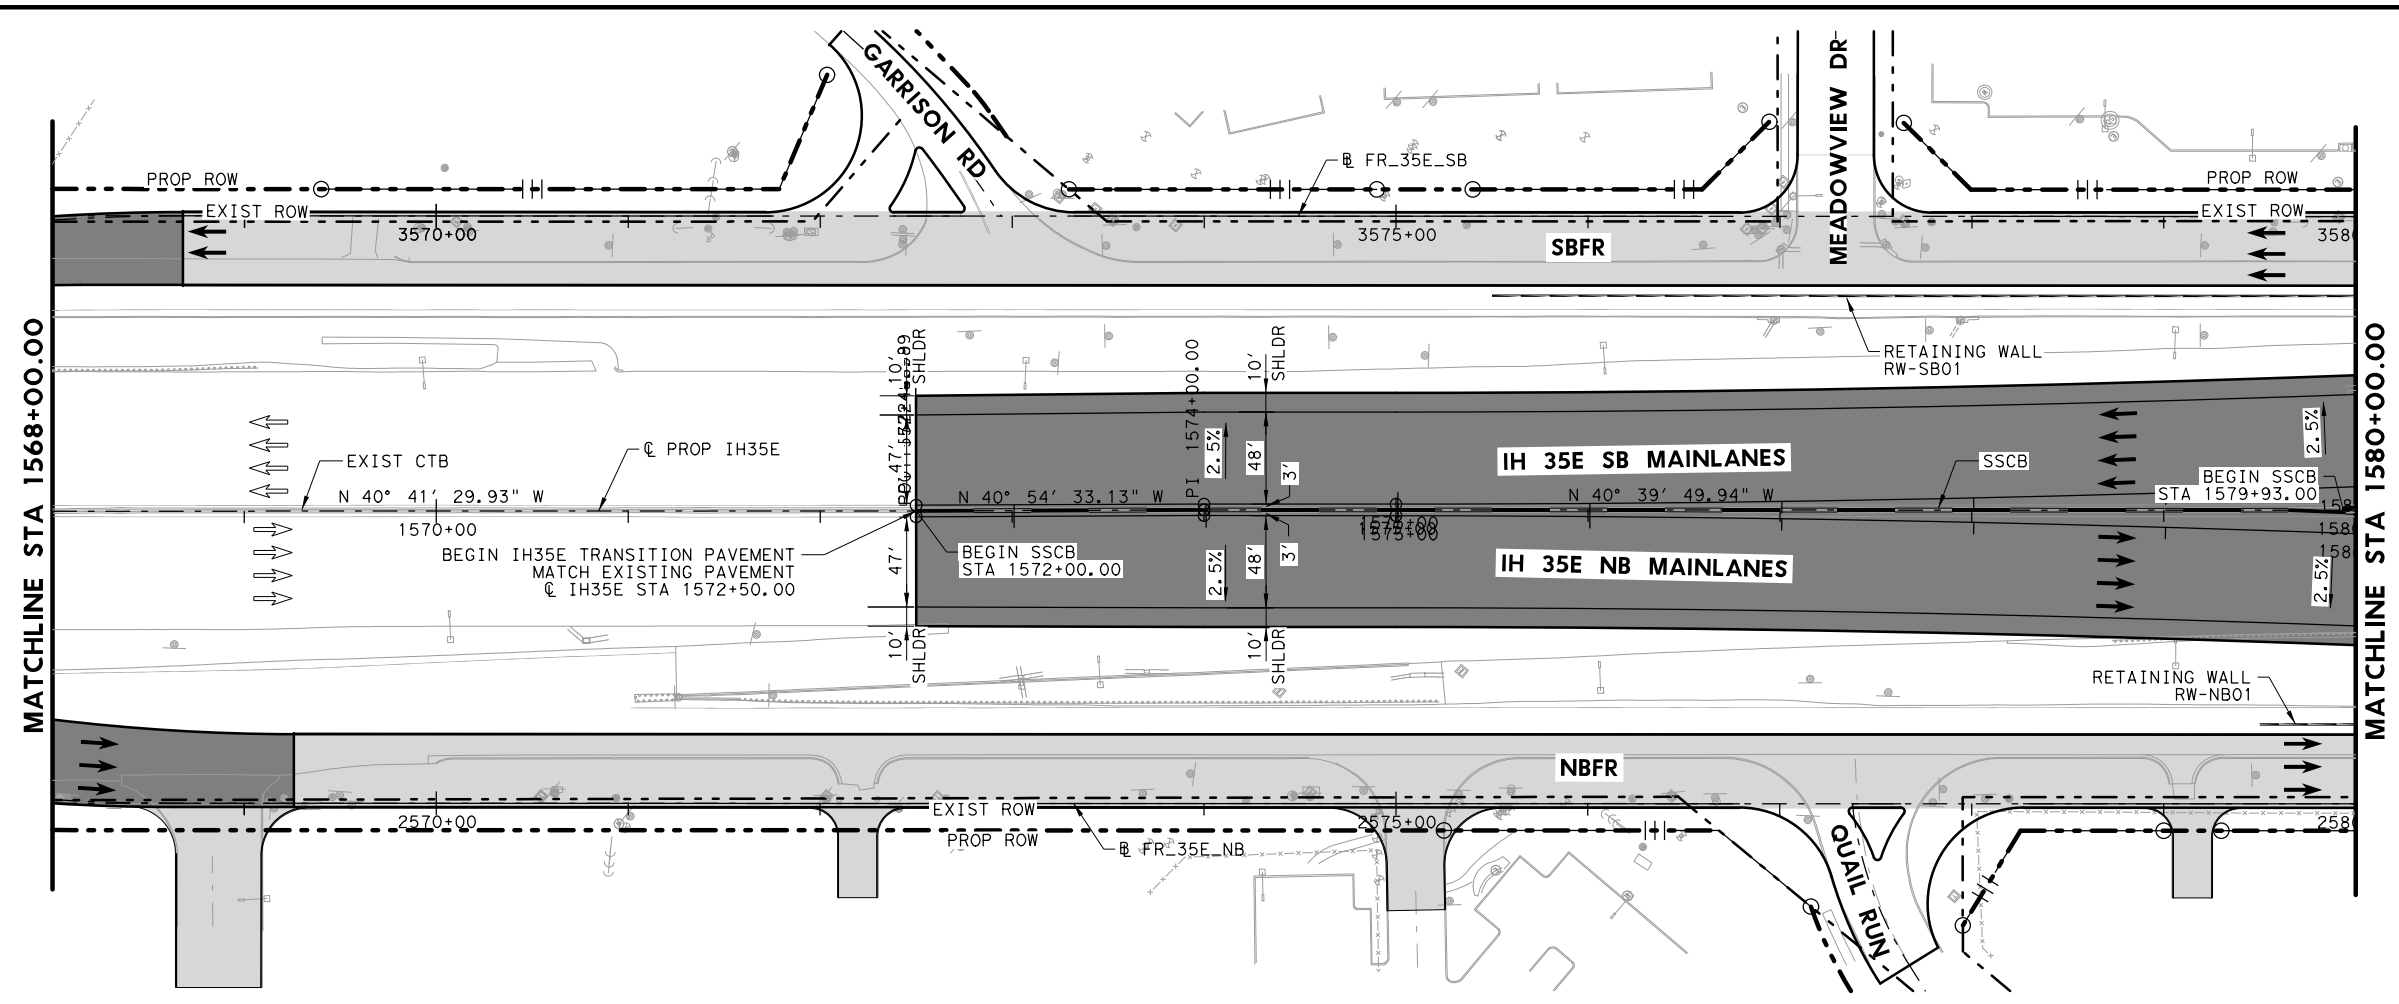 GARRISON RD
MEADOWVIEW DR
PROP ROW
EXIST ROW
3570+00
℄ FR_35E_SB
3575+00
SBFR
PROP ROW
EXIST ROW
MATCHLINE STA 1568+00.00
MATCHLINE STA 1580+00.00
RETAINING WALL
RW-SB01
10'
SHLDR
PI 1574+00.00
10'
SHLDR
EXIST CTB
℄ PROP IH35E
47'
2.5%
48'
3'
IH 35E SB MAINLANES
SSCB
2.5%
BEGIN SSCB
STA 1579+93.00
N 40° 41' 29.93" W
N 40° 54' 33.13" W
N 40° 39' 49.94" W
1570+00
1575+00
BEGIN IH35E TRANSITION PAVEMENT
MATCH EXISTING PAVEMENT
℄ IH35E STA 1572+50.00
BEGIN SSCB
STA 1572+00.00
47'
2.5%
48'
3'
IH 35E NB MAINLANES
2.5%
10'
SHLDR
10'
SHLDR
RETAINING WALL
RW-NB01
NBFR
2570+00
EXIST ROW
PROP ROW
FR_35E_NB
2575+00
QUAIL RUN